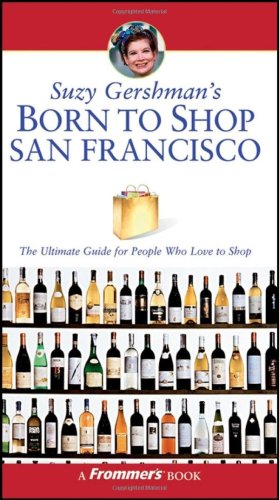 Suzy Gershman's
BORN TO SHOP
SAN FRANCISCO
The Ultimate Guide for People Who Love to Shop
A Frommer's BOOK